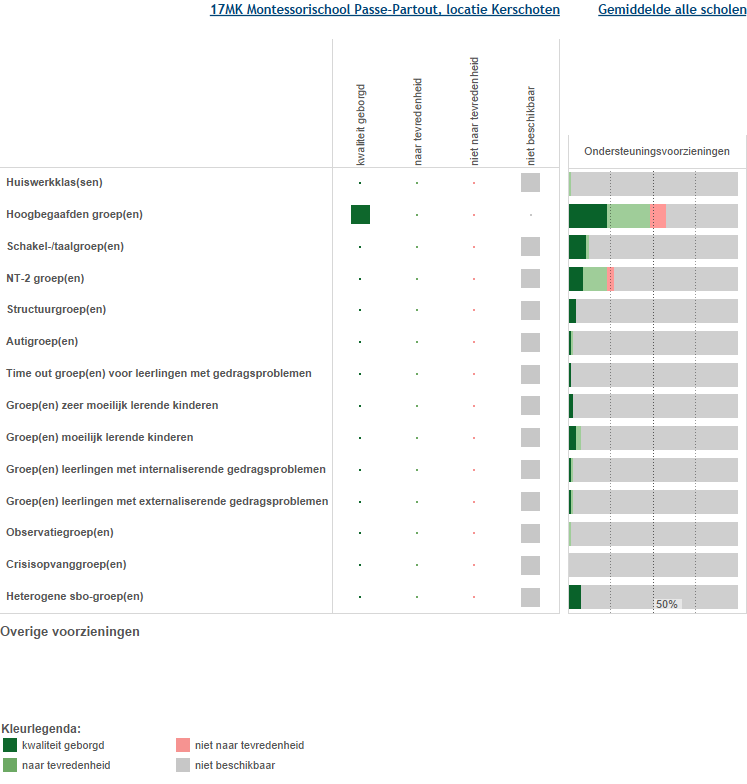 17MK Montessorischool Passe-Partout, locatie Kerschoten
Gemiddelde alle scholen
kwaliteit geborgd
naar tevredenheid
niet naar tevredenheid
niet beschikbaar
Ondersteuningsvoorzieningen
Huiswerkklas(sen)
Hoogbegaafden groep(en)
Schakel-/taalgroep(en)
NT-2 groep(en)
Structuurgroep(en)
Autigroep(en)
Time out groep(en) voor leerlingen met gedragsproblemen
Groep(en) zeer moeilijk lerende kinderen
Groep(en) moeilijk lerende kinderen
Groep(en) leerlingen met internaliserende gedragsproblemen
Groep(en) leerlingen met externaliserende gedragsproblemen
Observatiegroep(en)
Crisisopvanggroep(en)
Heterogene sbo-groep(en)
50%
Overige voorzieningen
Kleurlegenda:
kwaliteit geborgd
niet naar tevredenheid
naar tevredenheid
niet beschikbaar